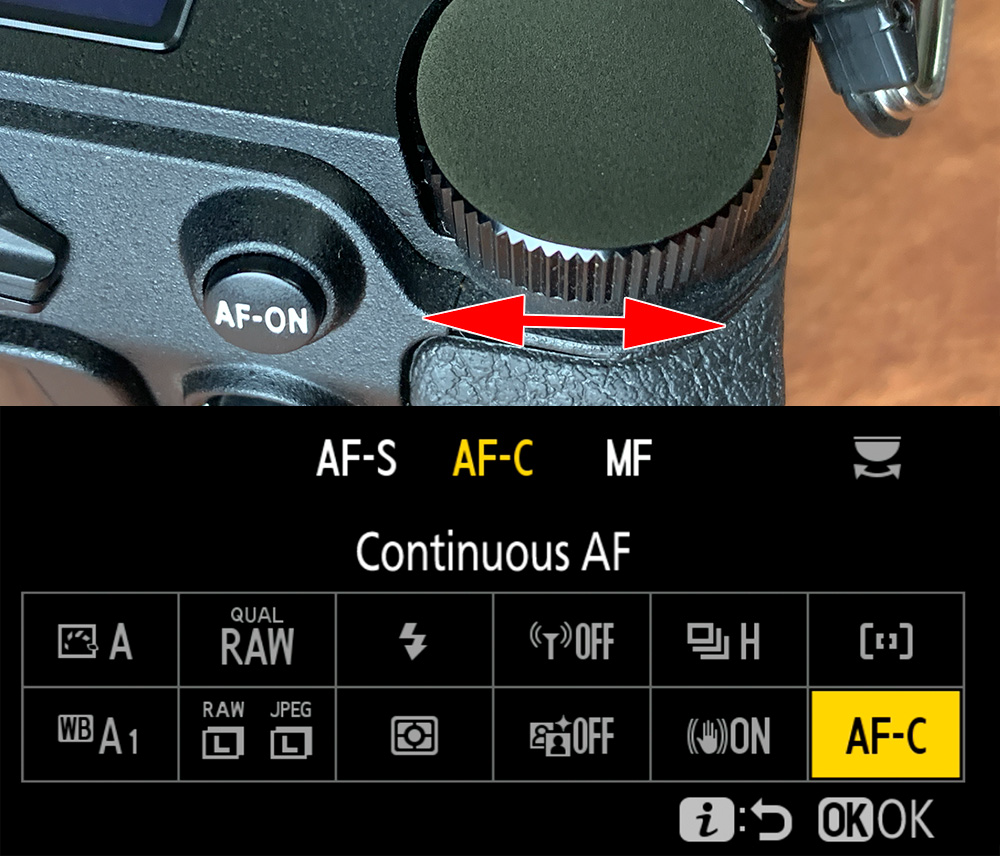 AF-ON
AF-S AF-C MF
Continuous AF
A
QUAL
RAW
OFF
H
WB A1
RAW JPEG
L L
OFF
ON
AF-C
i: OK OK